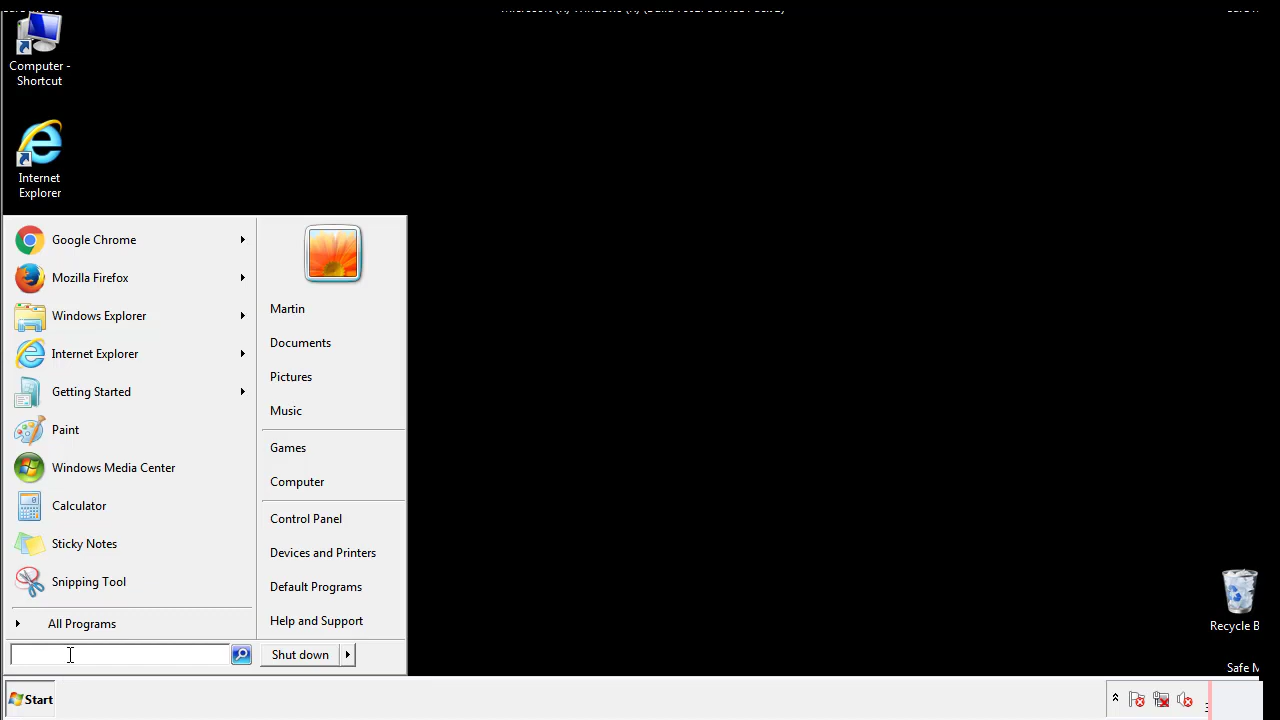 Computer -
Shortcut
Internet
Explorer
Google Chrome
Mozilla Firefox
Windows Explorer
Internet Explorer
Getting Started
Paint
Windows Media Center
Calculator
Sticky Notes
Snipping Tool
All Programs
Martin
Documents
Pictures
Music
Games
Computer
Control Panel
Devices and Printers
Default Programs
Help and Support
Shut down
Recycle B
Safe M
Start